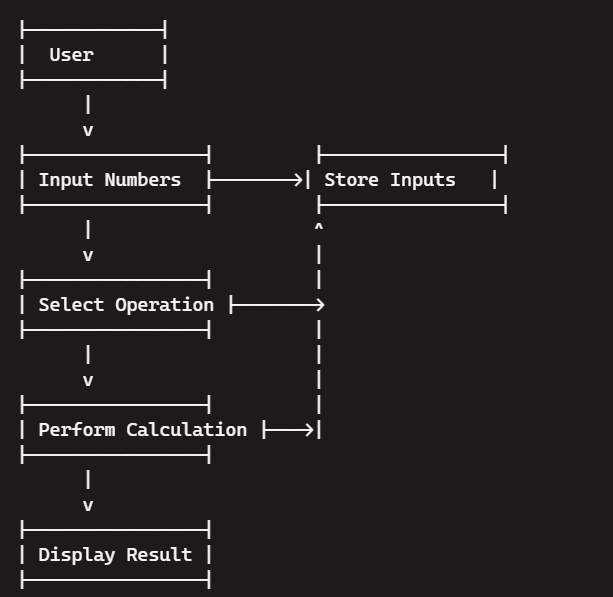 User
Input Numbers
Store Inputs
Select Operation
Perform Calculation
Display Result